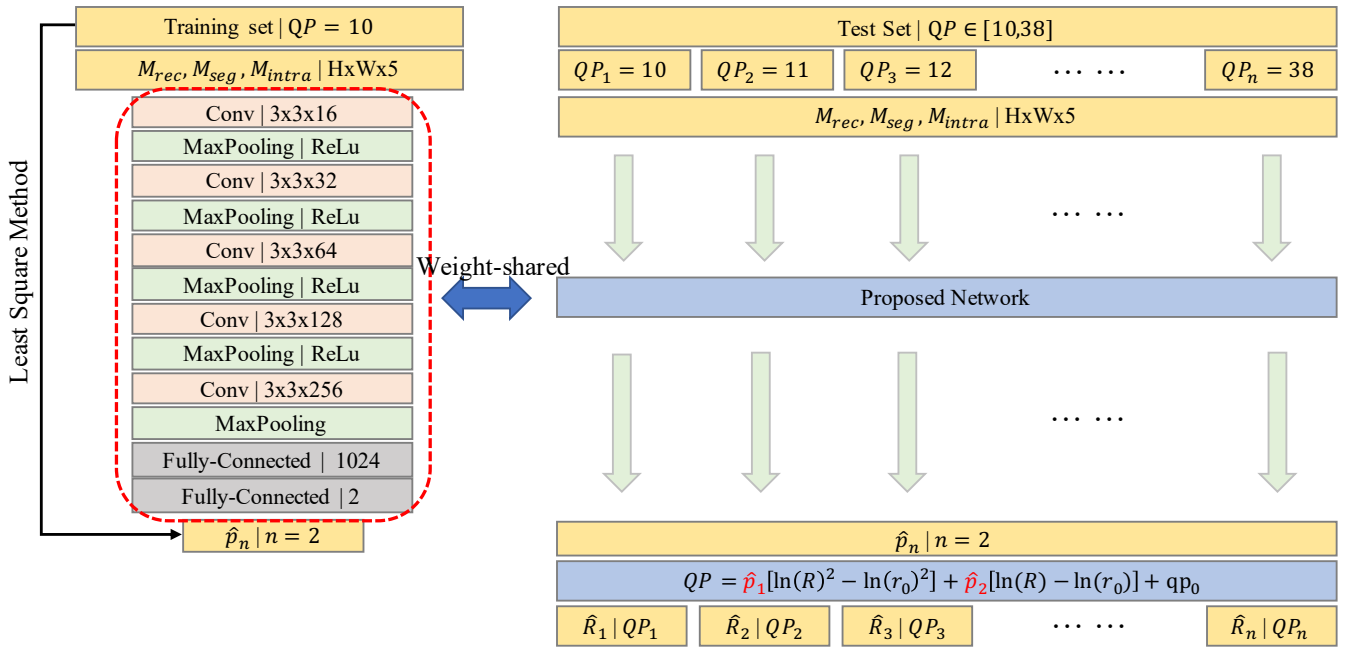 Training set | QP = 10
M_rec, M_seg, M_intra | HxWx5
Conv | 3x3x16
MaxPooling | ReLu
Conv | 3x3x32
MaxPooling | ReLu
Conv | 3x3x64
MaxPooling | ReLu
Conv | 3x3x128
MaxPooling | ReLu
Conv | 3x3x256
MaxPooling
Fully-Connected | 1024
Fully-Connected | 2
p̂_n | n = 2
Least Square Method
Weight-shared
Test Set | QP ∈ [10,38]
QP_1 = 10 QP_2 = 11 QP_3 = 12 … … QP_n = 38
M_rec, M_seg, M_intra | HxWx5
… …
Proposed Network
… …
p̂_n | n = 2
QP = p̂_1[ln(R)^2 − ln(r_0)^2] + p̂_2[ln(R) − ln(r_0)] + qp_0
R̂_1 | QP_1 R̂_2 | QP_2 R̂_3 | QP_3 … … R̂_n | QP_n